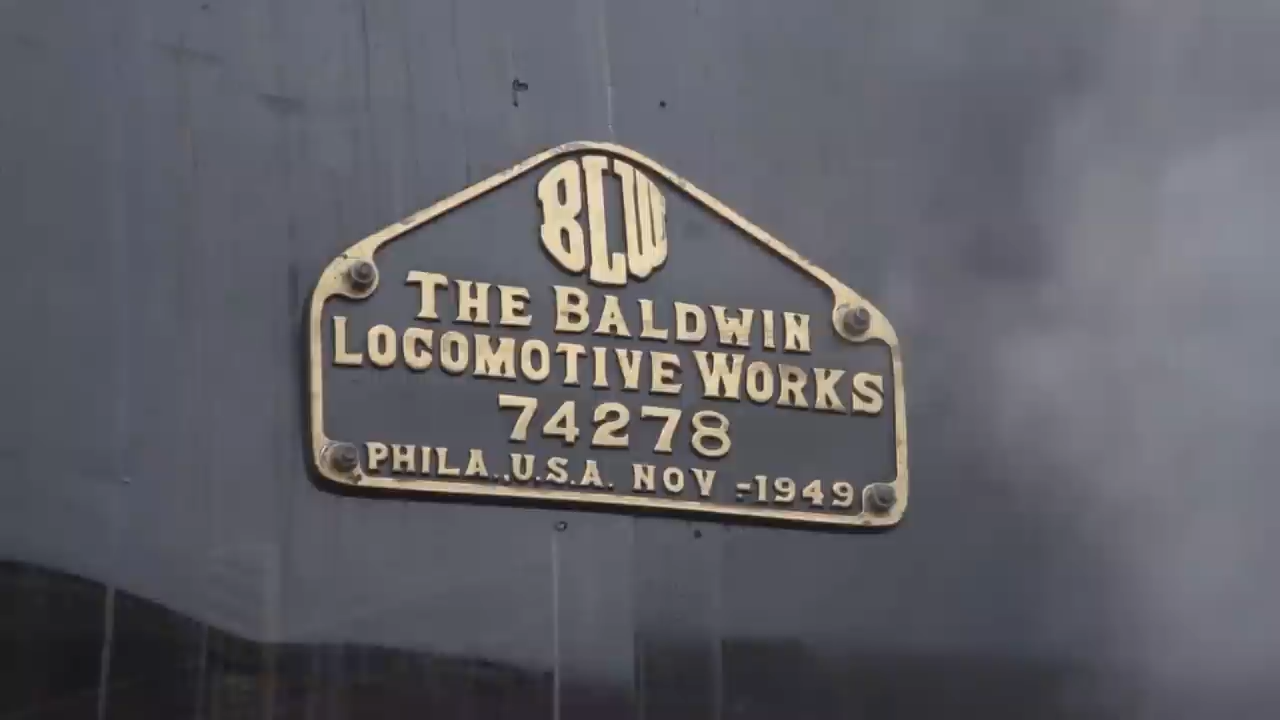 BLW
THE BALDWIN
LOCOMOTIVE WORKS
74278
PHILA., U.S.A. NOV -1949